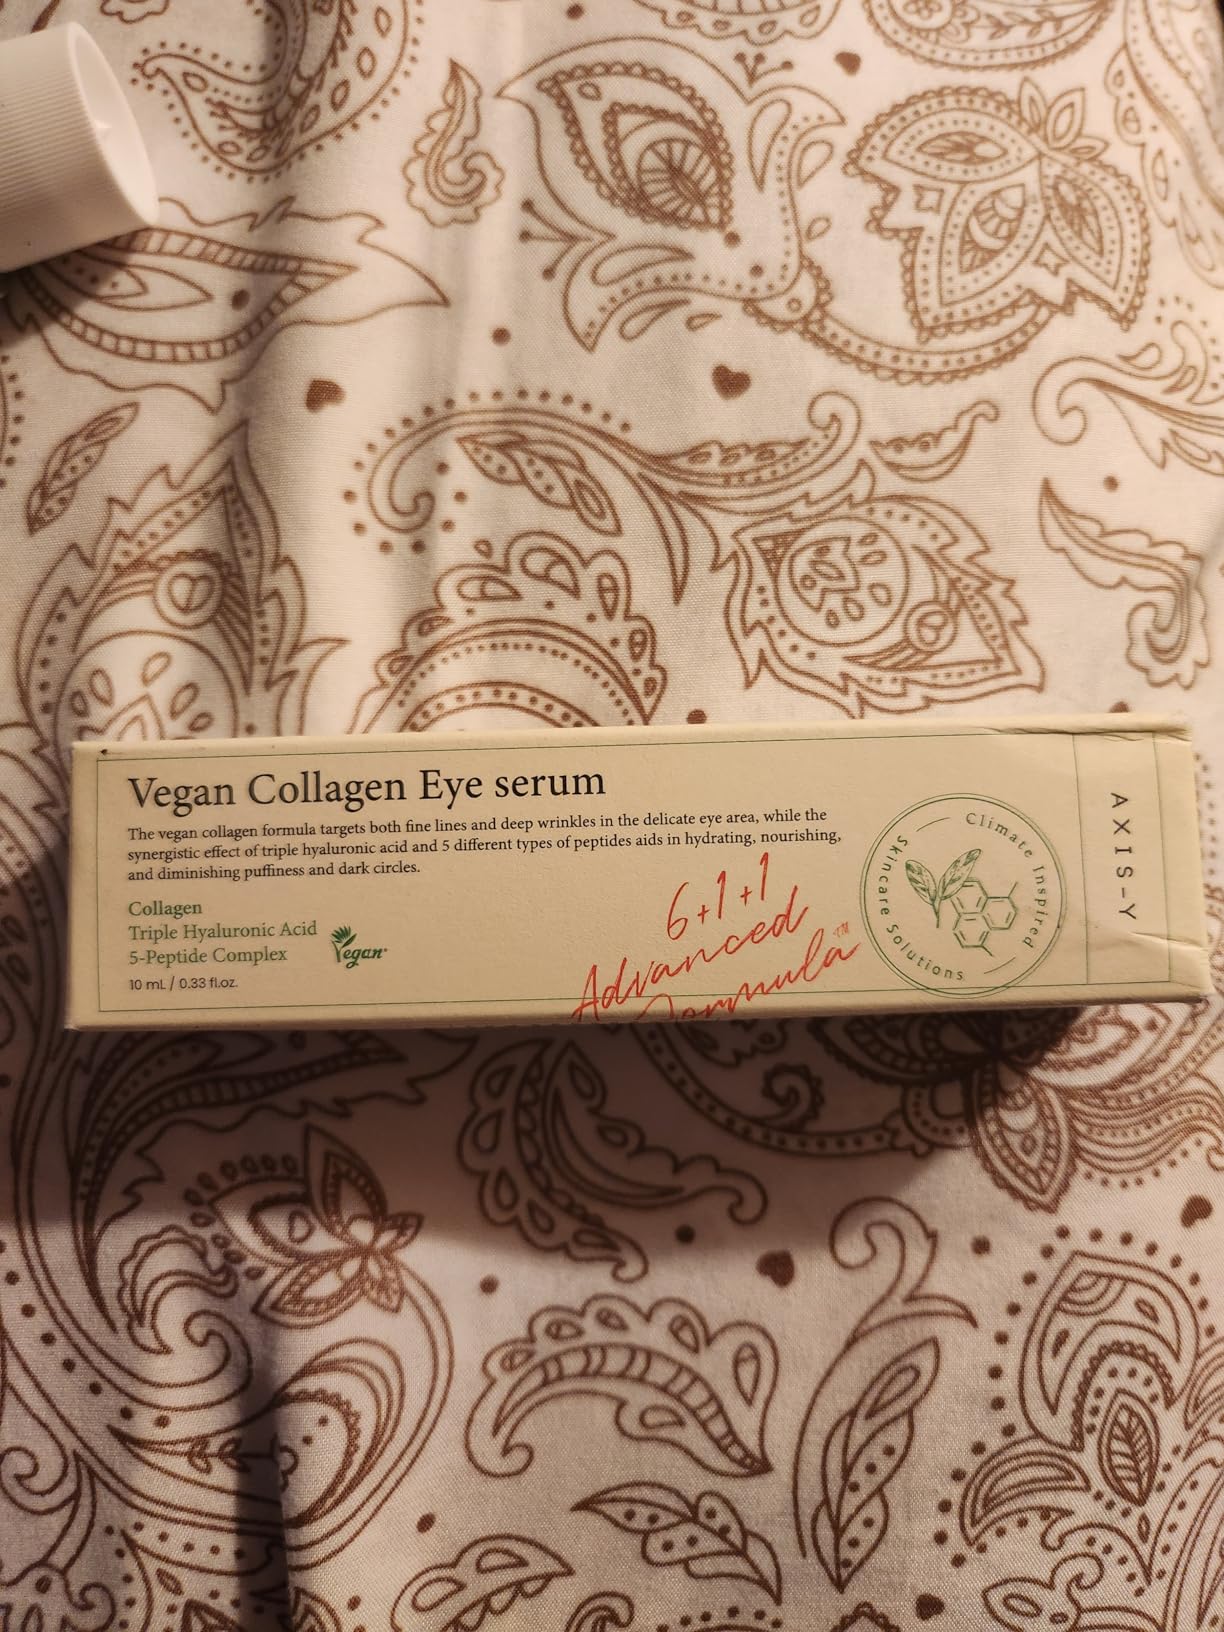 Vegan Collagen Eye serum
The vegan collagen formula targets both fine lines and deep wrinkles in the delicate eye area, while the
synergistic effect of triple hyaluronic acid and 5 different types of peptides aids in hydrating, nourishing,
and diminishing puffiness and dark circles.
Collagen
Triple Hyaluronic Acid
5-Peptide Complex
Vegan
10 mL / 0.33 fl.oz.
6+1+1
Advanced
Formula™
Climate Inspired
Skincare Solutions
AXIS-Y